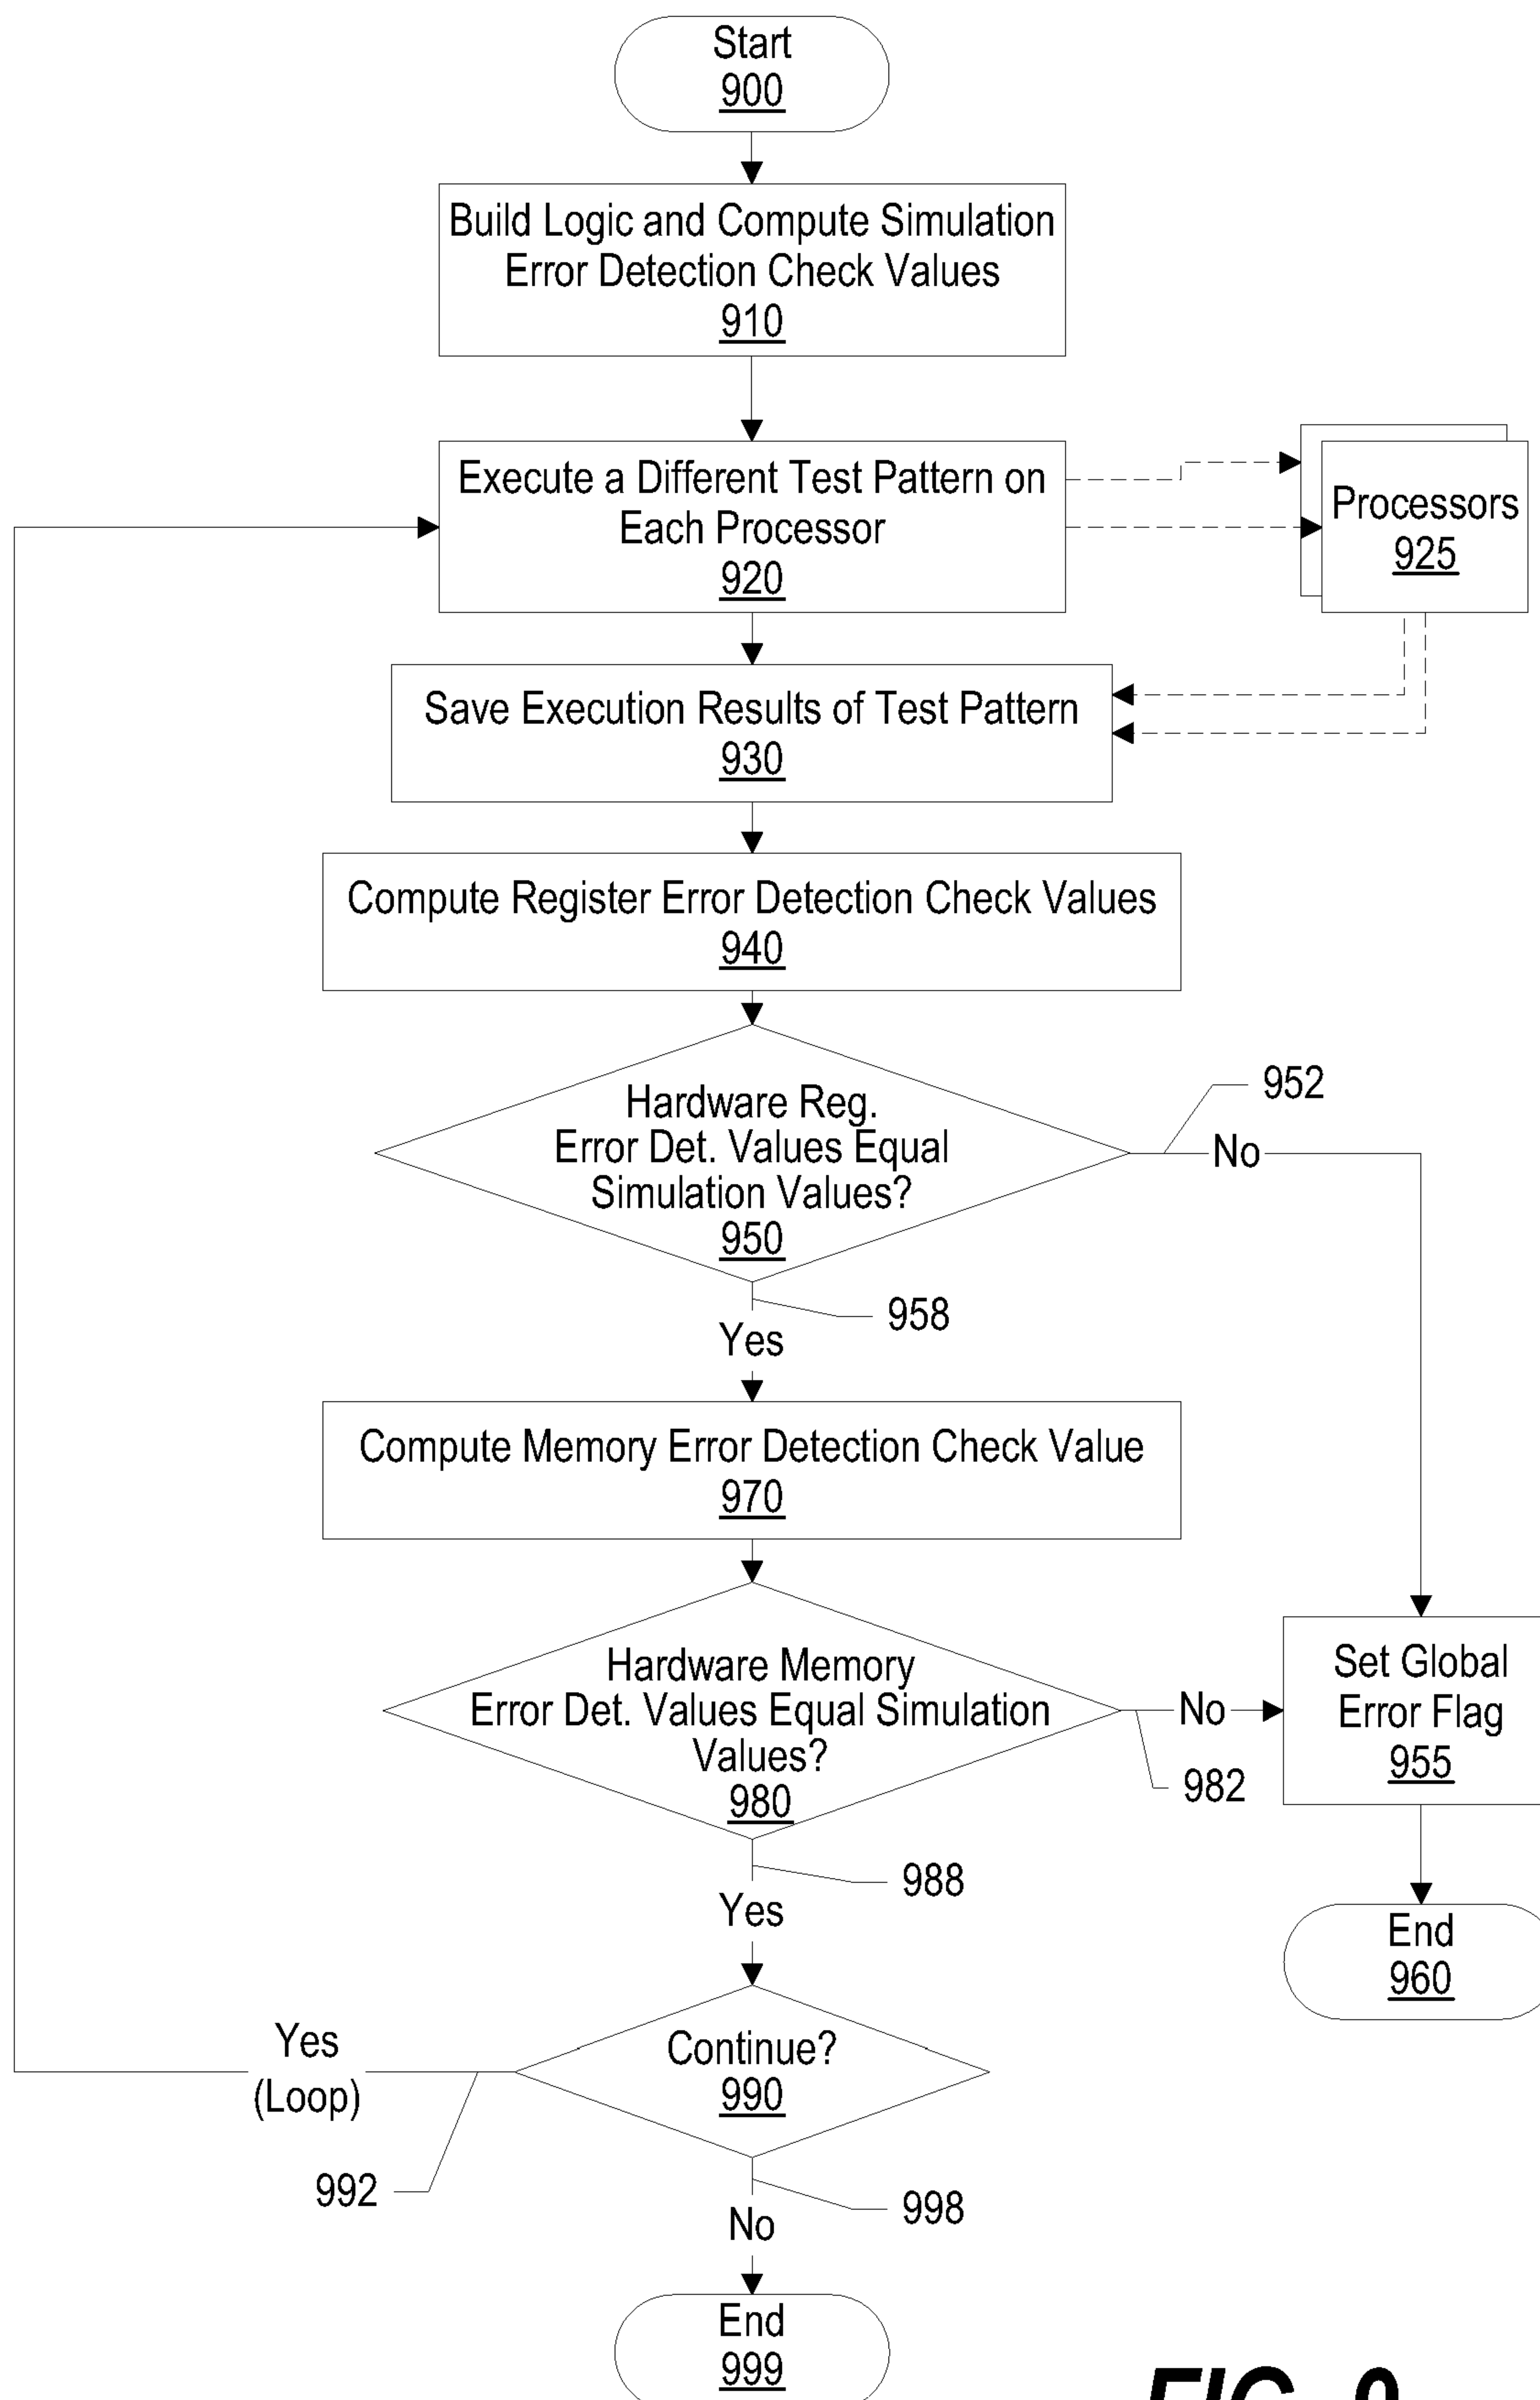 Start
900
Build Logic and Compute Simulation
Error Detection Check Values
910
Execute a Different Test Pattern on
Each Processor
920
Processors
925
Save Execution Results of Test Pattern
930
Compute Register Error Detection Check Values
940
Hardware Reg.
Error Det. Values Equal
Simulation Values?
950
952
No
958
Yes
Compute Memory Error Detection Check Value
970
Hardware Memory
Error Det. Values Equal Simulation
Values?
980
No
982
Set Global
Error Flag
955
988
Yes
End
960
Continue?
990
Yes
(Loop)
992
998
No
End
999
FIG. 9